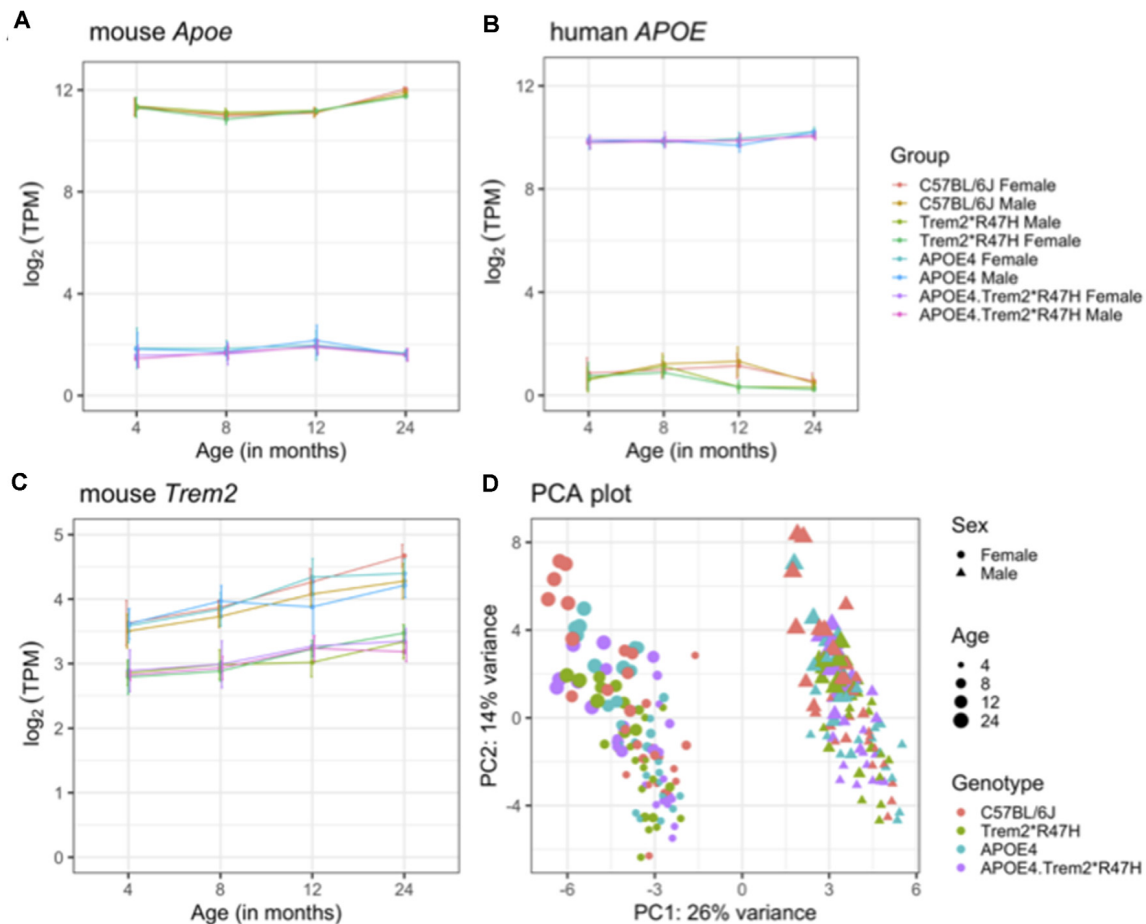 A
mouse Apoe
12
8
4
0
log2 (TPM)
4 8 12 24
Age (in months)
B
human APOE
12
8
4
0
log2 (TPM)
4 8 12 24
Age (in months)
Group
C57BL/6J Female
C57BL/6J Male
Trem2*R47H Male
Trem2*R47H Female
APOE4 Female
APOE4 Male
APOE4.Trem2*R47H Female
APOE4.Trem2*R47H Male
C
mouse Trem2
5
4
3
2
1
0
log2 (TPM)
4 8 12 24
Age (in months)
D
PCA plot
8
4
0
-4
PC2: 14% variance
-6 -3 0 3 6
PC1: 26% variance
Sex
Female
Male
Age
4
8
12
24
Genotype
C57BL/6J
Trem2*R47H
APOE4
APOE4.Trem2*R47H